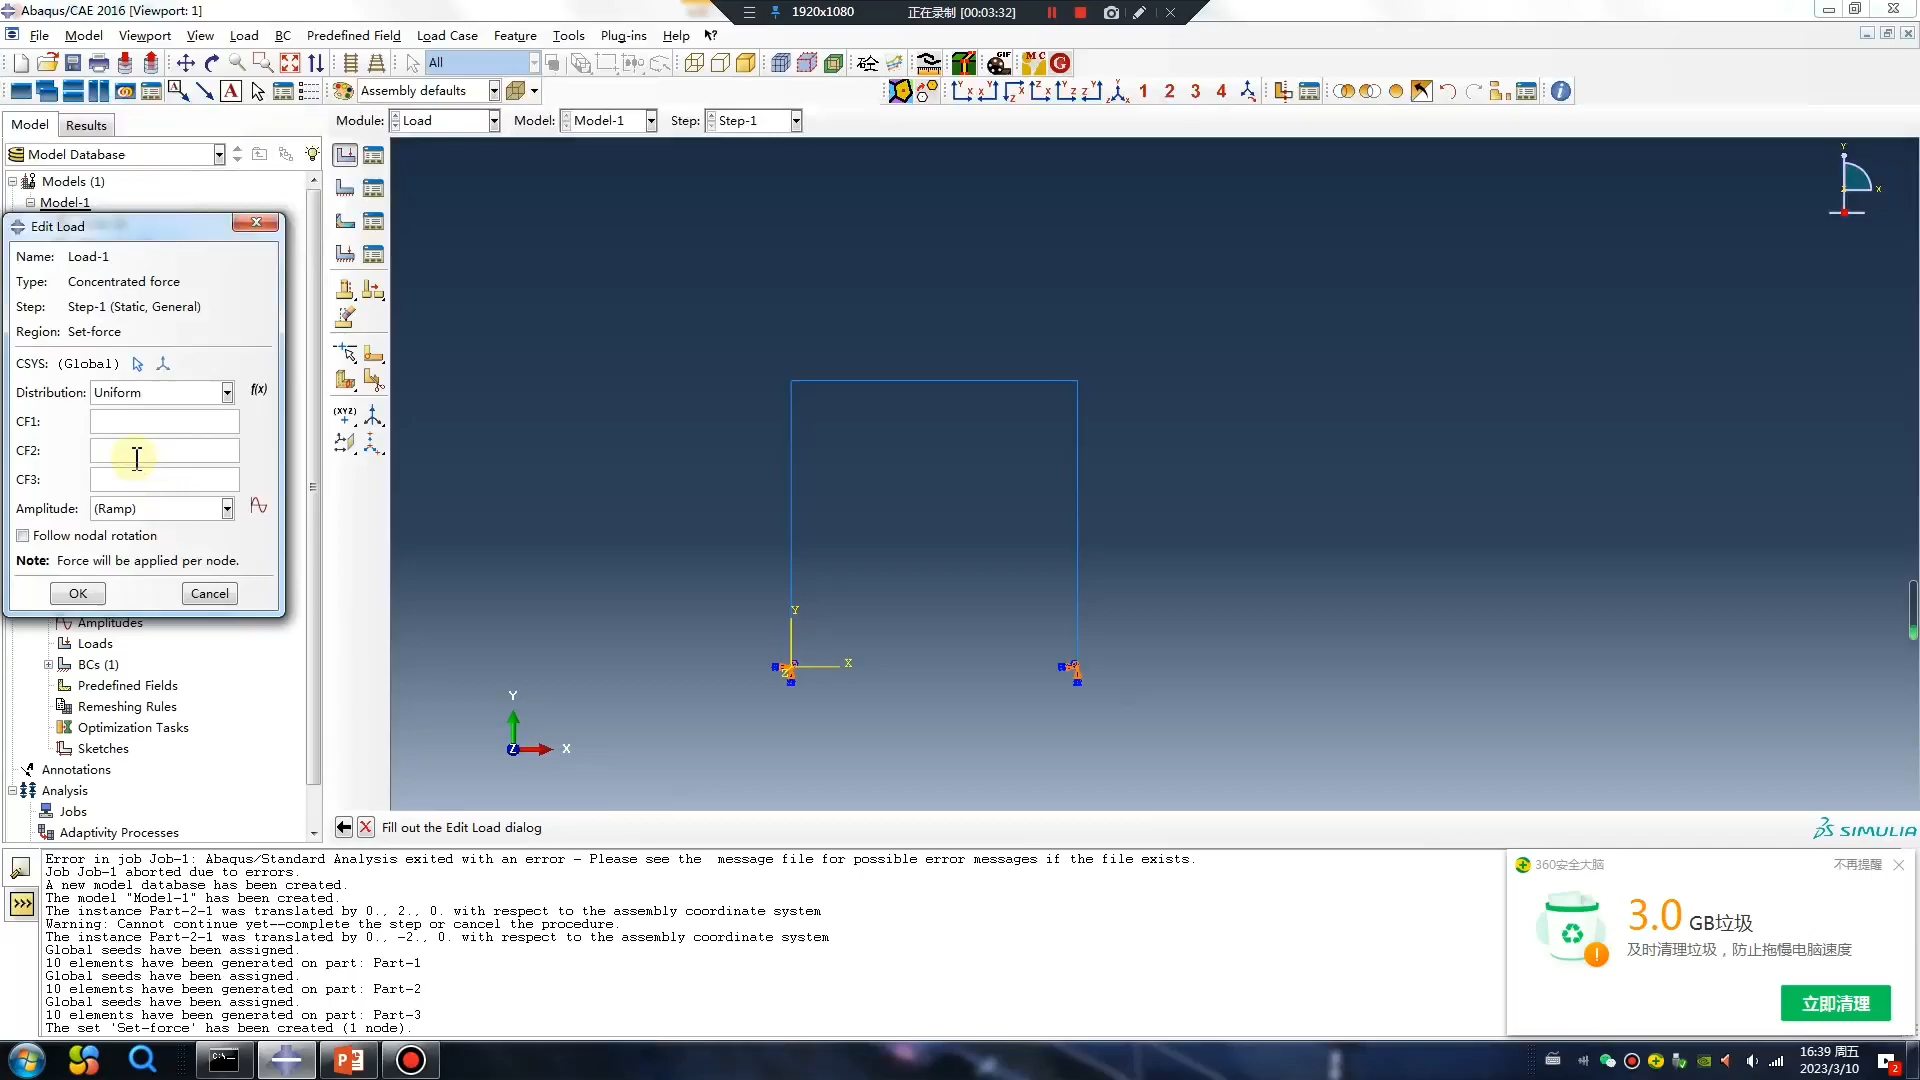 Abaqus/CAE 2016 [Viewport: 1]
1920x1080
正在录制 [00:03:32]
File Model Viewport View Load BC Predefined Field Load Case Feature Tools Plug-ins Help
All
GIF
Assembly defaults
1 2 3 4
Model Results
Module: Load Model: Model-1 Step: Step-1
Model Database
Models (1)
Model-1
Edit Load
Name: Load-1
Type: Concentrated force
Step: Step-1 (Static, General)
Region: Set-force
CSYS: (Global)
Distribution: Uniform f(x)
CF1:
CF2:
CF3:
Amplitude: (Ramp)
Follow nodal rotation
Note: Force will be applied per node.
OK Cancel
Amplitudes
Loads
BCs (1)
Predefined Fields
Remeshing Rules
Optimization Tasks
Sketches
Annotations
Analysis
Jobs
Adaptivity Processes
(XYZ)
Y
X
Y
X
Y
Z X
Fill out the Edit Load dialog
SIMULIA
Error in job Job-1: Abaqus/Standard Analysis exited with an error - Please see the message file for possible error messages if the file exists.
Job Job-1 aborted due to errors.
A new model database has been created.
The model "Model-1" has been created.
The instance Part-2-1 was translated by 0., 2., 0. with respect to the assembly coordinate system
Warning: Cannot continue yet--complete the step or cancel the procedure.
The instance Part-2-1 was translated by 0., -2., 0. with respect to the assembly coordinate system
Global seeds have been assigned.
10 elements have been generated on part: Part-1
Global seeds have been assigned.
10 elements have been generated on part: Part-2
Global seeds have been assigned.
10 elements have been generated on part: Part-3
The set 'Set-force' has been created (1 node).
360安全大脑 不再提醒
3.0 GB垃圾
及时清理垃圾，防止拖慢电脑速度
立即清理
16:39 周五
2023/3/10
2